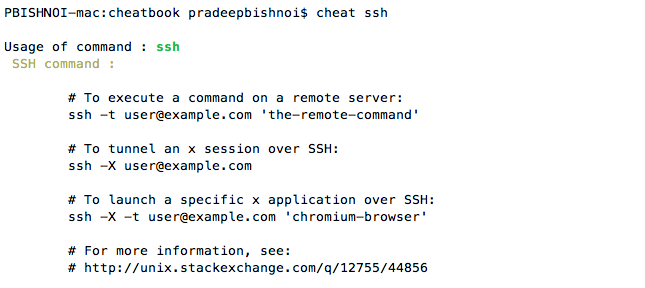 PBISHNOI-mac:cheatbook pradeepbishnoi$ cheat ssh
Usage of command : ssh
SSH command :
# To execute a command on a remote server:
ssh -t user@example.com 'the-remote-command'
# To tunnel an x session over SSH:
ssh -X user@example.com
# To launch a specific x application over SSH:
ssh -X -t user@example.com 'chromium-browser'
# For more information, see:
# http://unix.stackexchange.com/q/12755/44856